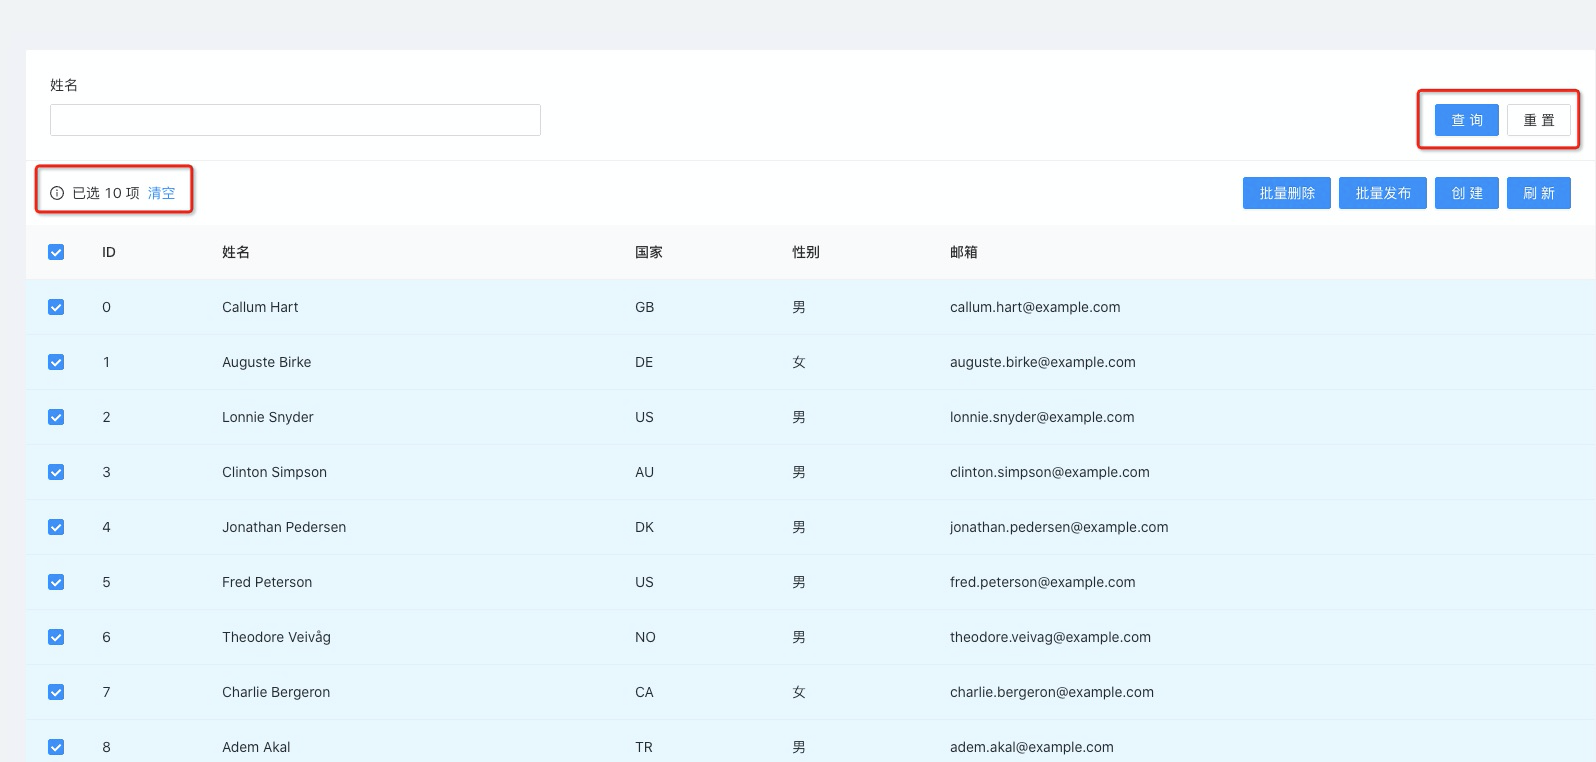 姓名
查 询 重 置
已选 10 项 清空 批量删除 批量发布 创 建 刷 新
ID 姓名 国家 性别 邮箱
0 Callum Hart GB 男 callum.hart@example.com
1 Auguste Birke DE 女 auguste.birke@example.com
2 Lonnie Snyder US 男 lonnie.snyder@example.com
3 Clinton Simpson AU 男 clinton.simpson@example.com
4 Jonathan Pedersen DK 男 jonathan.pedersen@example.com
5 Fred Peterson US 男 fred.peterson@example.com
6 Theodore Veivåg NO 男 theodore.veivag@example.com
7 Charlie Bergeron CA 女 charlie.bergeron@example.com
8 Adem Akal TR 男 adem.akal@example.com